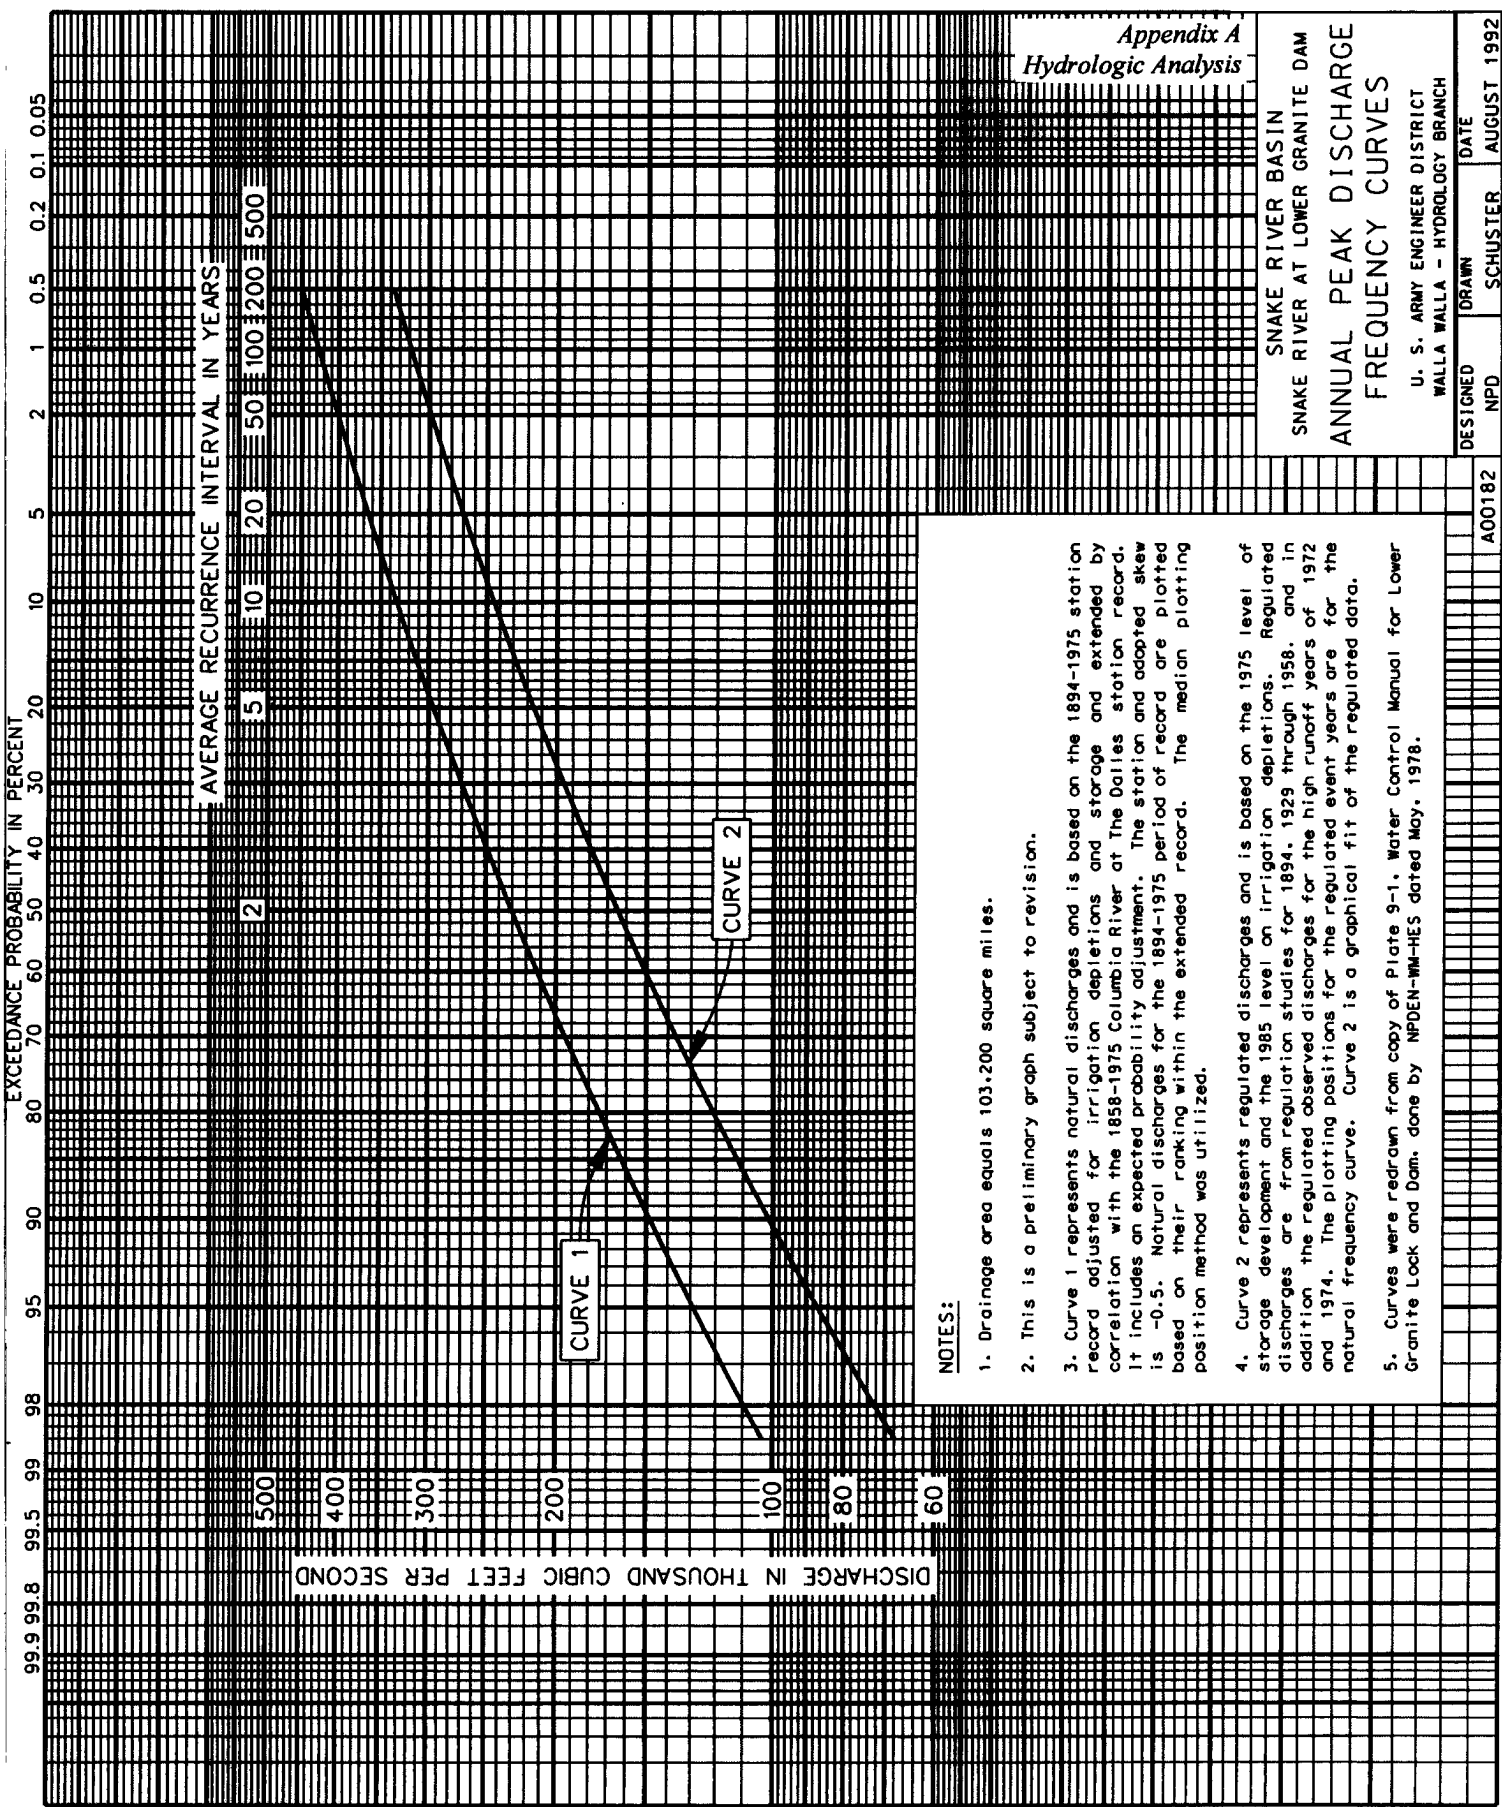 EXCEEDANCE PROBABILITY IN PERCENT
99.9 99.8 99.5 99 98 95 90 80 70 60 50 40 30 20 10 5 2 1 0.5 0.2 0.1 0.05
AVERAGE RECURRENCE INTERVAL IN YEARS
2 5 10 20 50 100 200 500
DISCHARGE IN THOUSAND CUBIC FEET PER SECOND
500
400
300
200
100
80
60
CURVE 1
CURVE 2
NOTES:
1. Drainage area equals 103,200 square miles.
2. This is a preliminary graph subject to revision.
3. Curve 1 represents natural discharges and is based on the 1894-1975 station
record adjusted for irrigation depletions and storage and extended by
correlation with the 1858-1975 Columbia River at The Dalles station record.
It includes an expected probability adjustment. The station and adopted skew
is -0.5. Natural discharges for the 1894-1975 period of record are plotted
based on their ranking within the extended record. The median plotting
position method was utilized.
4. Curve 2 represents regulated discharges and is based on the 1975 level of
storage development and the 1985 level on irrigation depletions. Regulated
discharges are from regulation studies for 1894, 1929 through 1958, and in
addition the regulated observed discharges for the high runoff years of 1972
and 1974. The plotting positions for the regulated event years are for the
natural frequency curve. Curve 2 is a graphical fit of the regulated data.
5. Curves were redrawn from copy of Plate 9-1, Water Control Manual for Lower
Granite Lock and Dam, done by NPDEN-WM-HES dated May, 1978.
Appendix A
Hydrologic Analysis
SNAKE RIVER BASIN
SNAKE RIVER AT LOWER GRANITE DAM
ANNUAL PEAK DISCHARGE
FREQUENCY CURVES
U. S. ARMY ENGINEER DISTRICT
WALLA WALLA - HYDROLOGY BRANCH
DESIGNED DRAWN DATE
NPD SCHUSTER AUGUST 1992
A00182